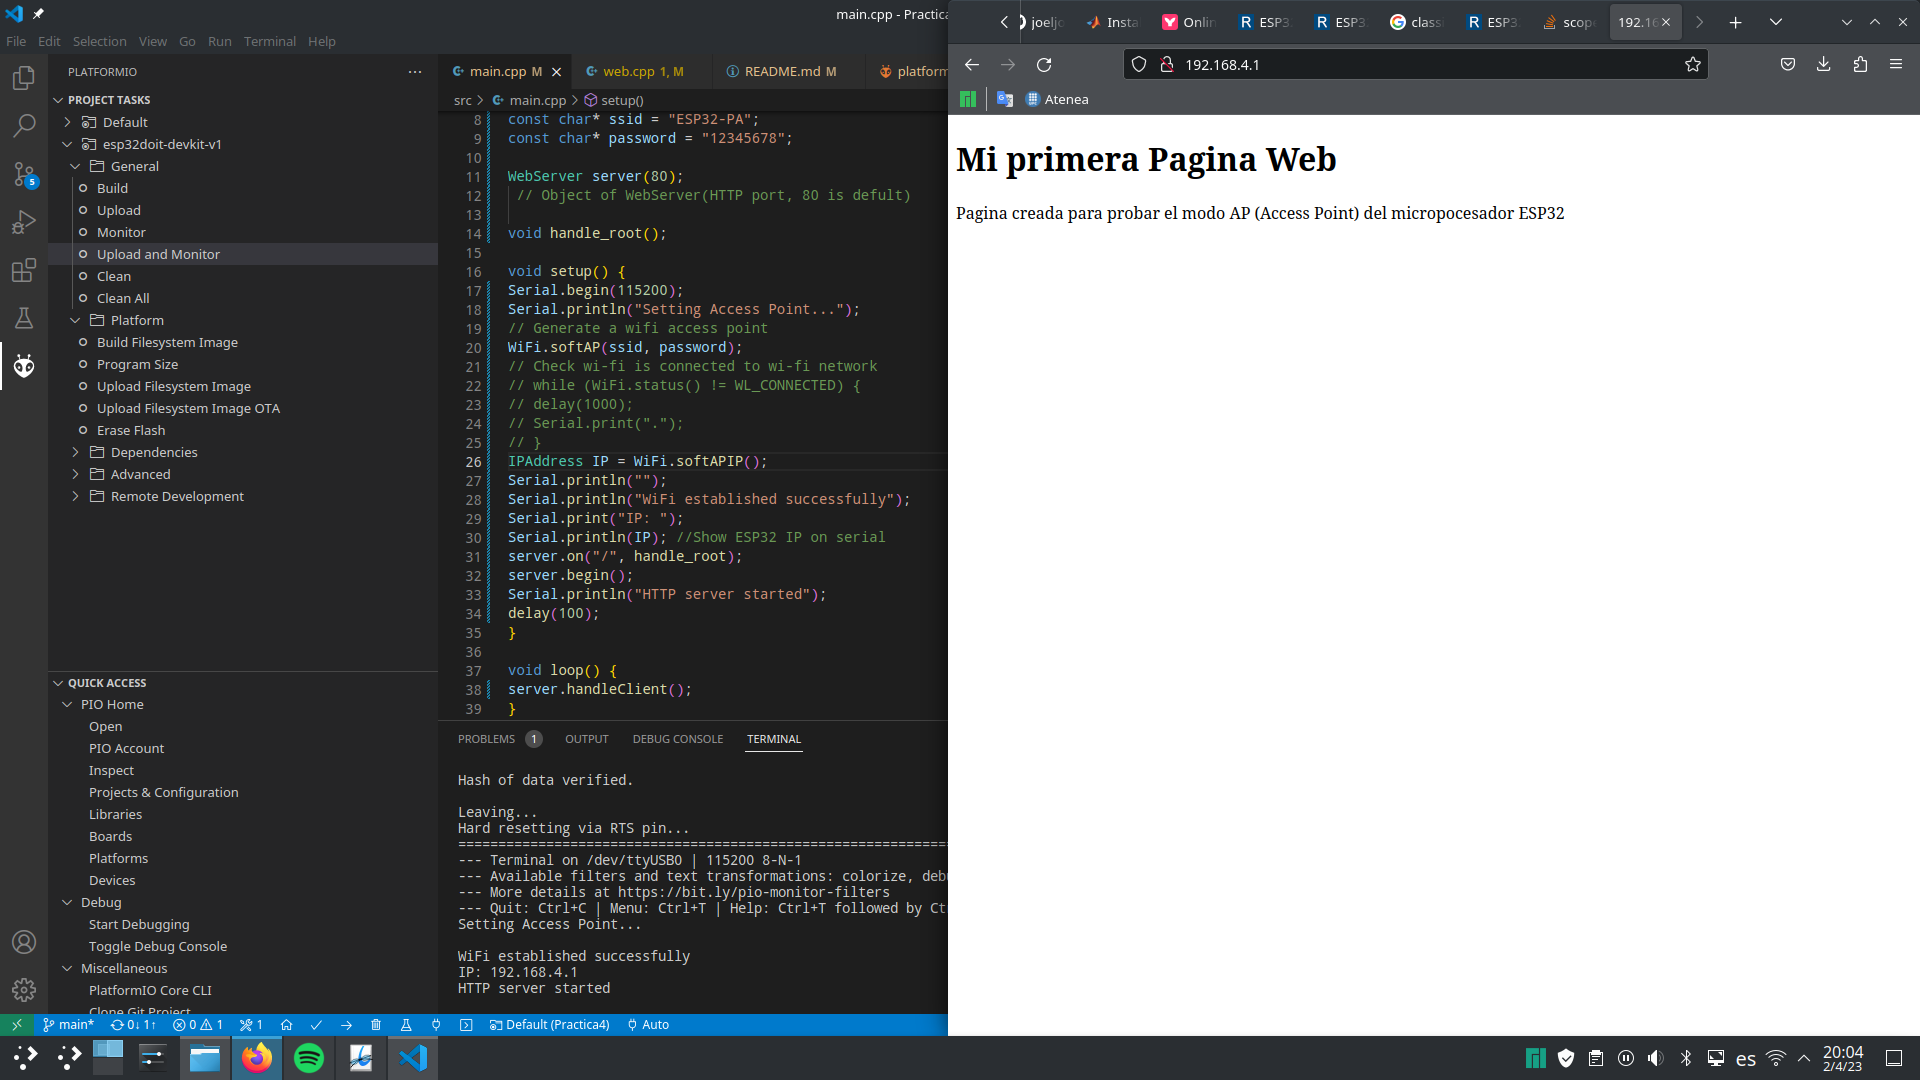 main.cpp - Practica
File Edit Selection View Go Run Terminal Help
PLATFORMIO
PROJECT TASKS
Default
esp32doit-devkit-v1
General
Build
Upload
Monitor
Upload and Monitor
Clean
Clean All
Platform
Build Filesystem Image
Program Size
Upload Filesystem Image
Upload Filesystem Image OTA
Erase Flash
Dependencies
Advanced
Remote Development
QUICK ACCESS
PIO Home
Open
PIO Account
Inspect
Projects & Configuration
Libraries
Boards
Platforms
Devices
Debug
Start Debugging
Toggle Debug Console
Miscellaneous
PlatformIO Core CLI
Clone Git Project
5
main.cpp M web.cpp 1, M README.md M platform
src > main.cpp > setup()
8 const char* ssid = "ESP32-PA";
9 const char* password = "12345678";
10
11 WebServer server(80);
12 // Object of WebServer(HTTP port, 80 is defult)
13
14 void handle_root();
15
16 void setup() {
17 Serial.begin(115200);
18 Serial.println("Setting Access Point...");
19 // Generate a wifi access point
20 WiFi.softAP(ssid, password);
21 // Check wi-fi is connected to wi-fi network
22 // while (WiFi.status() != WL_CONNECTED) {
23 // delay(1000);
24 // Serial.print(".");
25 // }
26 IPAddress IP = WiFi.softAPIP();
27 Serial.println("");
28 Serial.println("WiFi established successfully");
29 Serial.print("IP: ");
30 Serial.println(IP); //Show ESP32 IP on serial
31 server.on("/", handle_root);
32 server.begin();
33 Serial.println("HTTP server started");
34 delay(100);
35 }
36
37 void loop() {
38 server.handleClient();
39 }
PROBLEMS 1 OUTPUT DEBUG CONSOLE TERMINAL
Hash of data verified.
Leaving...
Hard resetting via RTS pin...
=============================================================
--- Terminal on /dev/ttyUSB0 | 115200 8-N-1
--- Available filters and text transformations: colorize, deb
--- More details at https://bit.ly/pio-monitor-filters
--- Quit: Ctrl+C | Menu: Ctrl+T | Help: Ctrl+T followed by Ct
Setting Access Point...
WiFi established successfully
IP: 192.168.4.1
HTTP server started
main* 0↓ 1↑ 0 1 1 Default (Practica4) Auto
joeljo Insta Onlin ESP3 ESP3 classi ESP3 scop 192.16
192.168.4.1
Atenea
Mi primera Pagina Web
Pagina creada para probar el modo AP (Access Point) del micropocesador ESP32
es 20:04
2/4/23